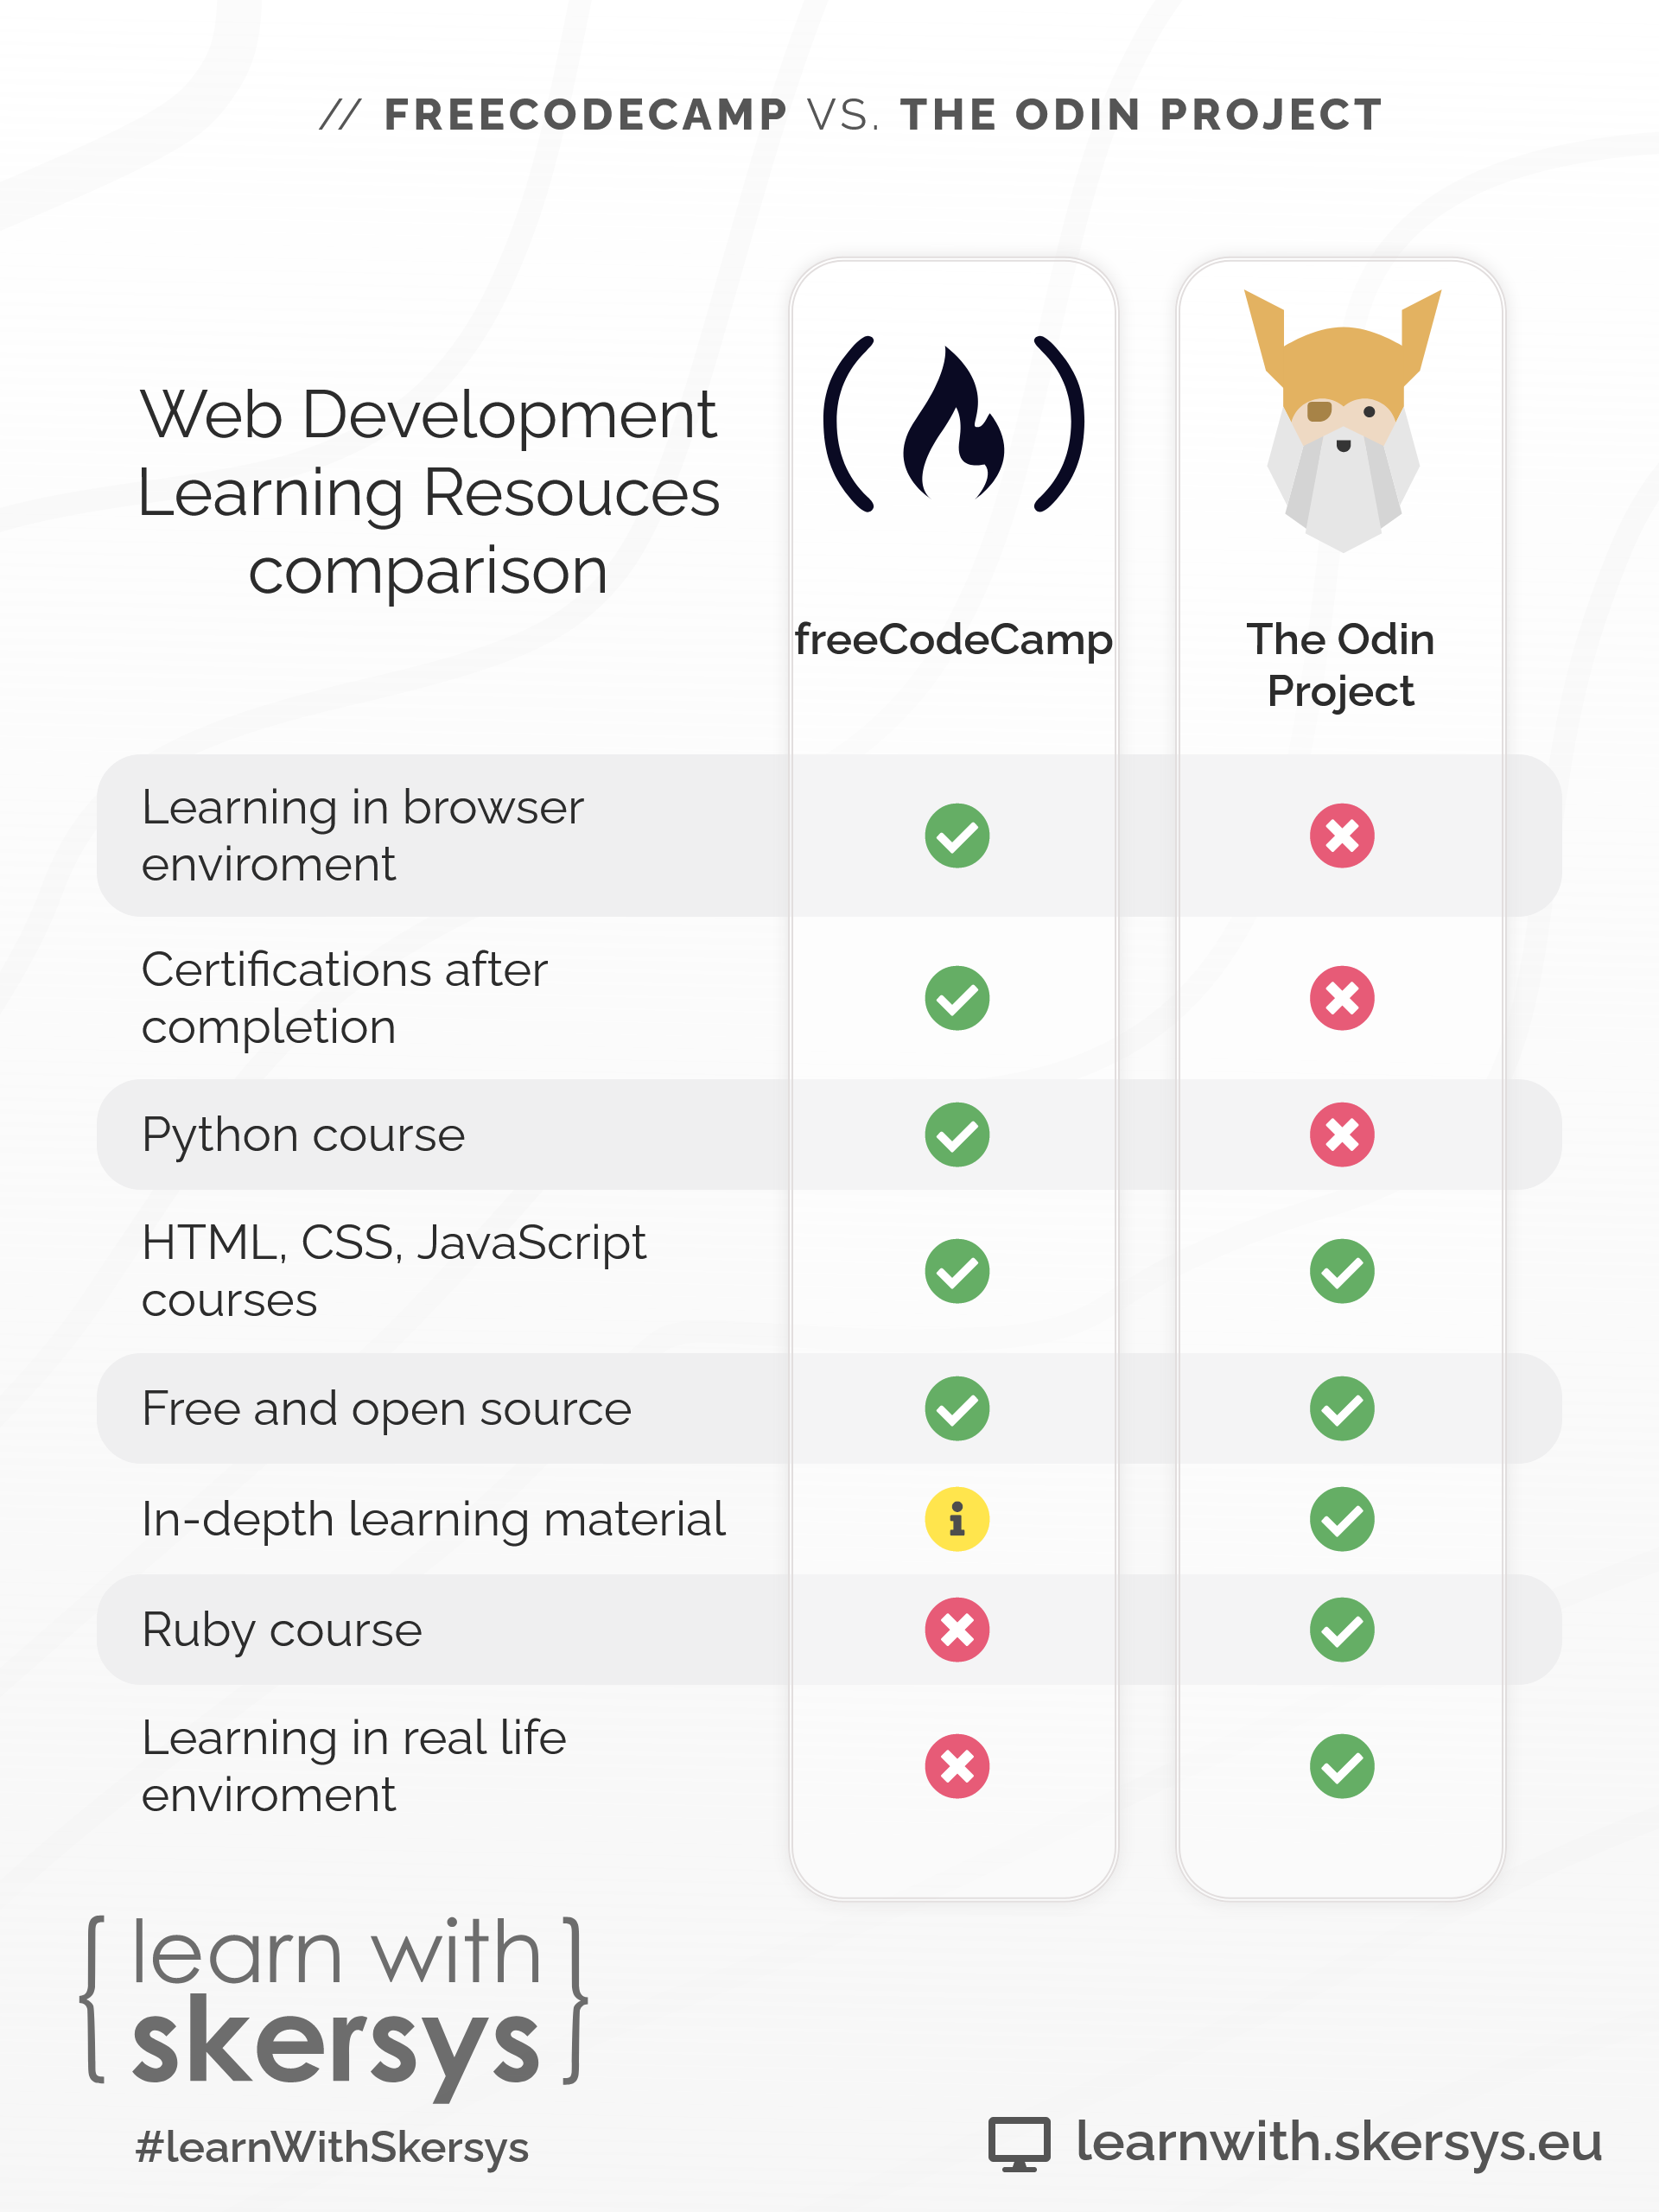 // FREECODECAMP VS. THE ODIN PROJECT
Web Development
Learning Resouces
comparison
freeCodeCamp
The Odin
Project
Learning in browser
enviroment
Certifications after
completion
Python course
HTML, CSS, JavaScript
courses
Free and open source
In-depth learning material
i
Ruby course
Learning in real life
enviroment
{ learn with }
skersys
#learnWithSkersys
learnwith.skersys.eu